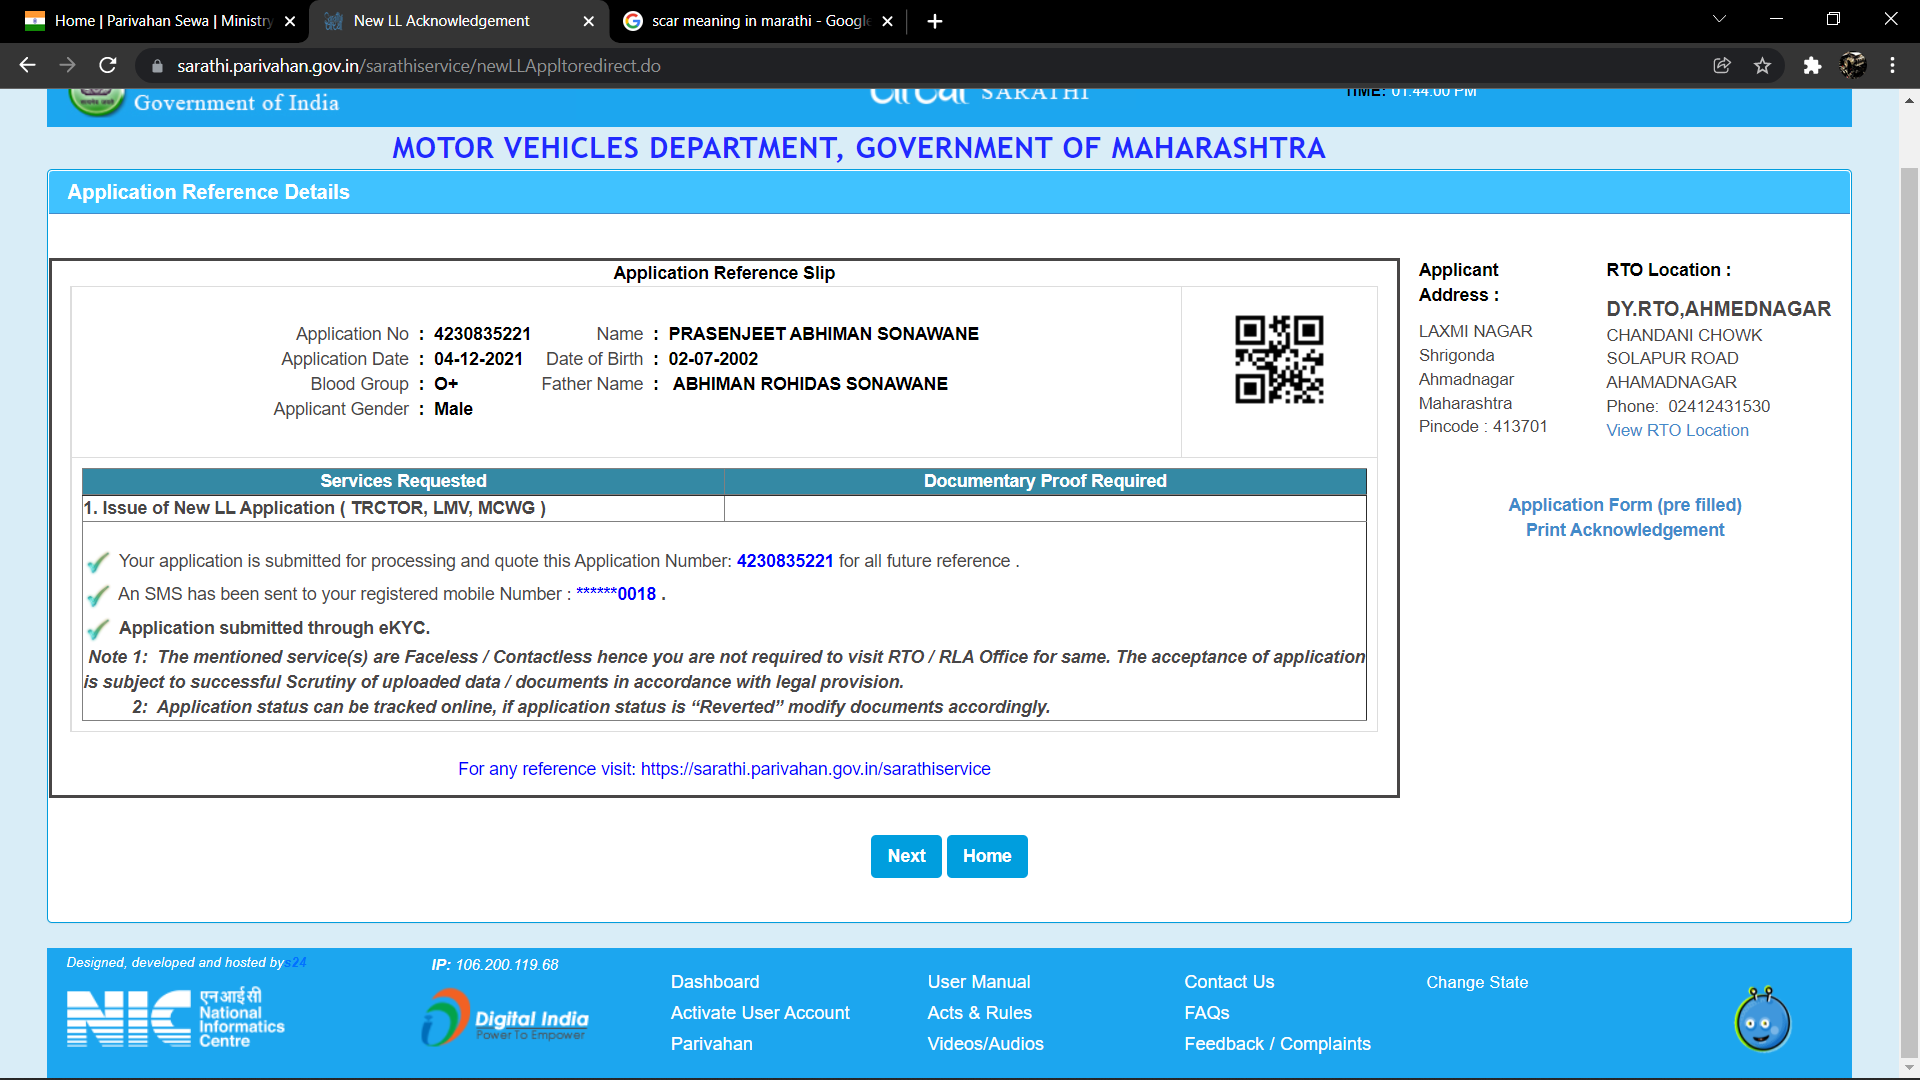 Home | Parivahan Sewa | Ministry
New LL Acknowledgement
scar meaning in marathi - Google
sarathi.parivahan.gov.in/sarathiservice/newLLAppltoredirect.do
Government of India
SARATHI
TIME: 01:44:00 PM
MOTOR VEHICLES DEPARTMENT, GOVERNMENT OF MAHARASHTRA
Application Reference Details
Application Reference Slip
Application No : 4230835221 Name : PRASENJEET ABHIMAN SONAWANE
Application Date : 04-12-2021 Date of Birth : 02-07-2002
Blood Group : O+ Father Name : ABHIMAN ROHIDAS SONAWANE
Applicant Gender : Male
Services Requested Documentary Proof Required
1. Issue of New LL Application ( TRCTOR, LMV, MCWG )
Your application is submitted for processing and quote this Application Number: 4230835221 for all future reference .
An SMS has been sent to your registered mobile Number : ******0018 .
Application submitted through eKYC.
Note 1: The mentioned service(s) are Faceless / Contactless hence you are not required to visit RTO / RLA Office for same. The acceptance of application
is subject to successful Scrutiny of uploaded data / documents in accordance with legal provision.
2: Application status can be tracked online, if application status is “Reverted” modify documents accordingly.
For any reference visit: https://sarathi.parivahan.gov.in/sarathiservice
Applicant
Address :
LAXMI NAGAR
Shrigonda
Ahmadnagar
Maharashtra
Pincode : 413701
RTO Location :
DY.RTO,AHMEDNAGAR
CHANDANI CHOWK
SOLAPUR ROAD
AHAMADNAGAR
Phone: 02412431530
View RTO Location
Application Form (pre filled)
Print Acknowledgement
Next Home
Designed, developed and hosted by s24
NIC
एनआईसी
National
Informatics
Centre
IP: 106.200.119.68
Digital India
Power To Empower
Dashboard
Activate User Account
Parivahan
User Manual
Acts & Rules
Videos/Audios
Contact Us
FAQs
Feedback / Complaints
Change State